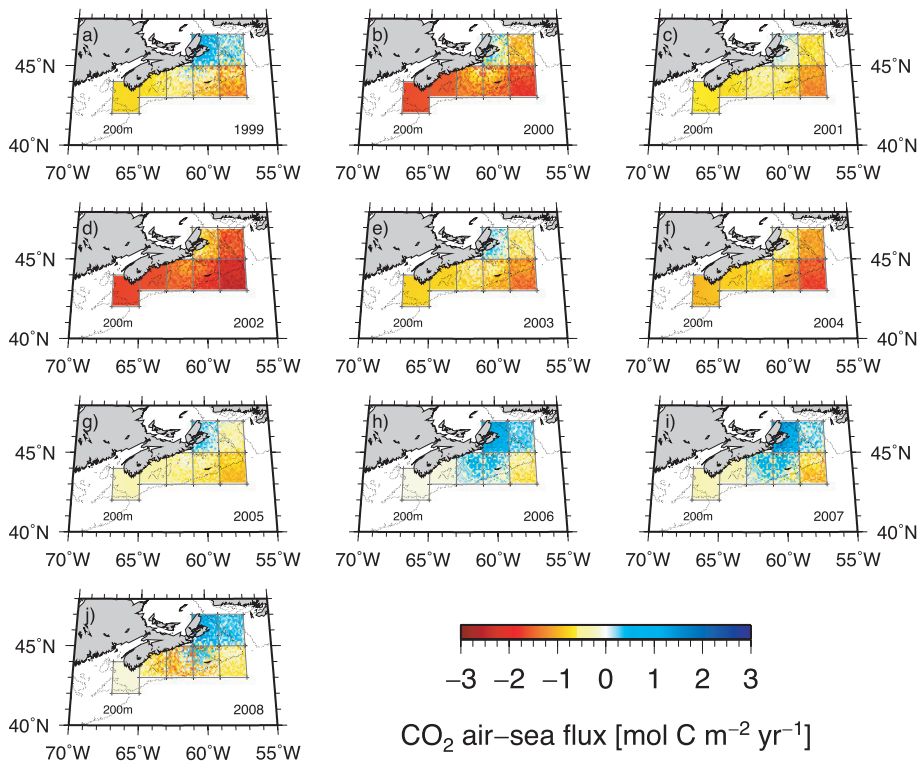 a) b) c)
45˚N 45˚N 45˚N
200m 1999 200m 2000 200m 2001
40˚N 40˚N 40˚N
70˚W 65˚W 60˚W 55˚W 70˚W 65˚W 60˚W 55˚W 70˚W 65˚W 60˚W 55˚W
d) e) f)
45˚N 45˚N 45˚N
200m 2002 200m 2003 200m 2004
40˚N 40˚N 40˚N
70˚W 65˚W 60˚W 55˚W 70˚W 65˚W 60˚W 55˚W 70˚W 65˚W 60˚W 55˚W
g) h) i)
45˚N 45˚N 45˚N
200m 2005 200m 2006 200m 2007
40˚N 40˚N 40˚N
70˚W 65˚W 60˚W 55˚W 70˚W 65˚W 60˚W 55˚W 70˚W 65˚W 60˚W 55˚W
j)
45˚N
200m 2008
40˚N
70˚W 65˚W 60˚W 55˚W
−3 −2 −1 0 1 2 3
CO₂ air−sea flux [mol C m⁻² yr⁻¹]